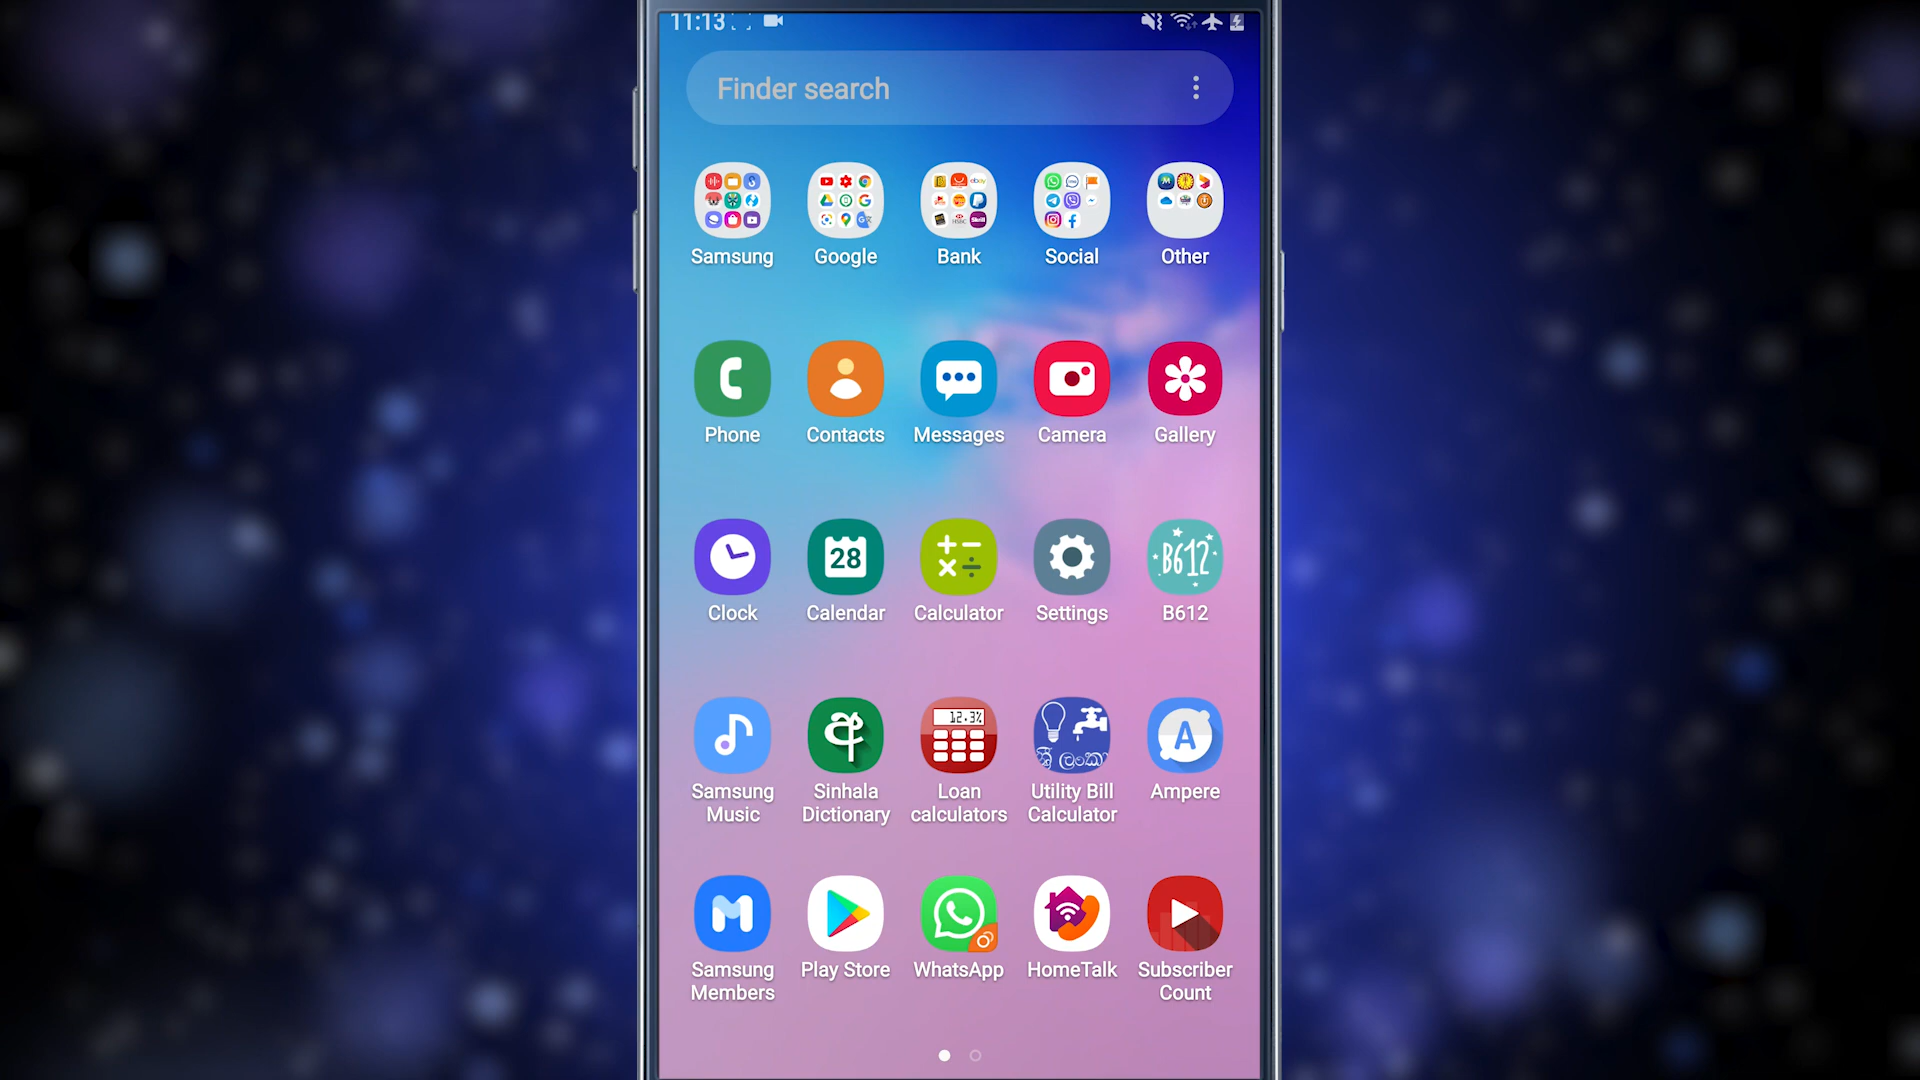 11:13
Finder search
Samsung
Google
Bank
Social
Other
Phone
Contacts
Messages
Camera
Gallery
28
B612
Clock
Calendar
Calculator
Settings
B612
12.3%
ශ්‍රී ලංකා
A
Samsung
Music
Sinhala
Dictionary
Loan
calculators
Utility Bill
Calculator
Ampere
Samsung
Members
Play Store
WhatsApp
HomeTalk
Subscriber
Count